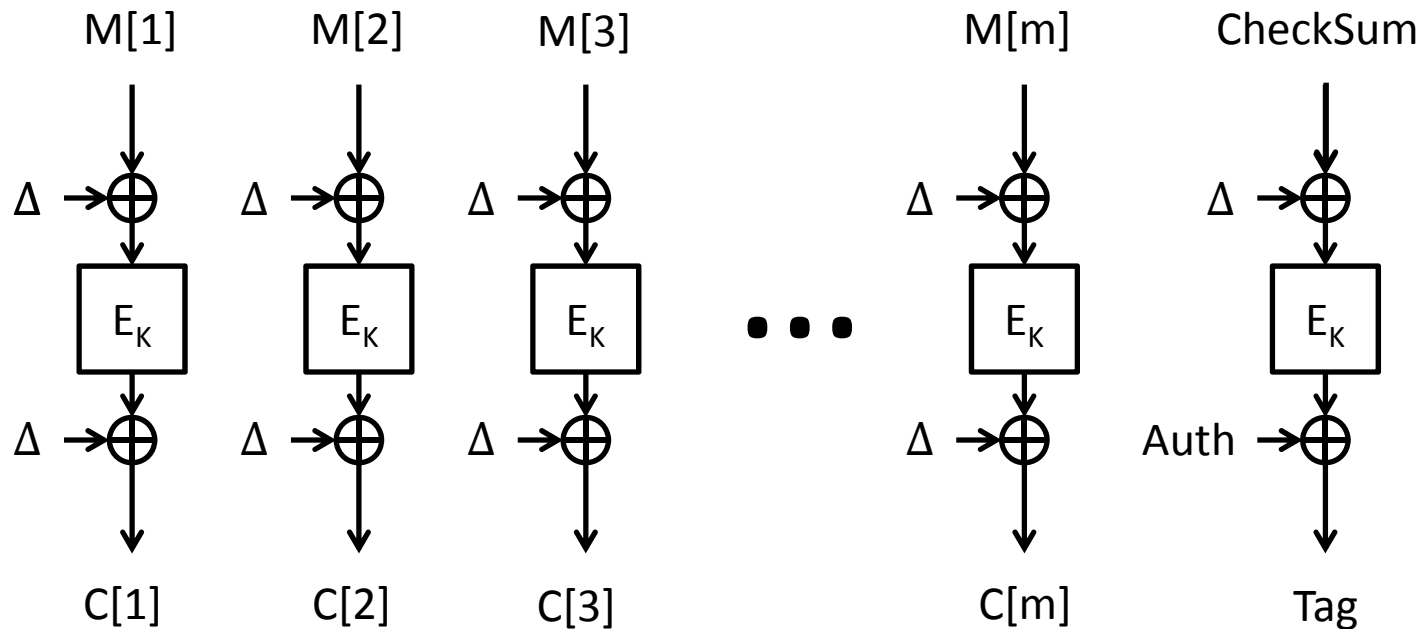 M[1] M[2] M[3] M[m] CheckSum
Δ Δ Δ Δ Δ
E_K E_K E_K E_K E_K
Δ Δ Δ Δ Auth
C[1] C[2] C[3] C[m] Tag